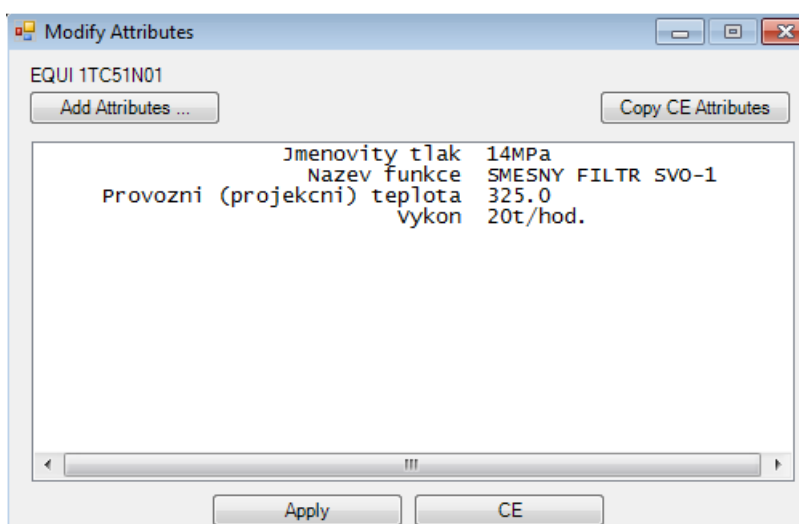 Modify Attributes
EQUI 1TC51N01
Add Attributes ...
Copy CE Attributes
Jmenovity tlak 14MPa
Nazev funkce SMESNY FILTR SVO-1
Provozni (projekcni) teplota 325.0
Vykon 20t/hod.
Apply
CE